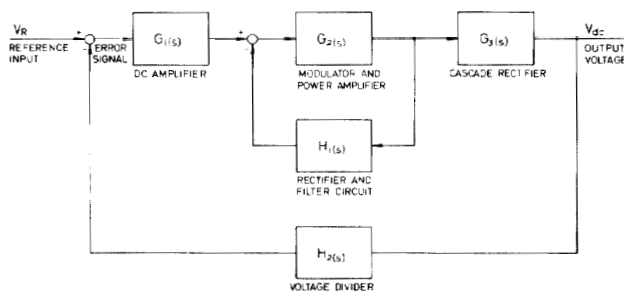 VR
REFERENCE
INPUT
+
-
ERROR
SIGNAL
G1(s)
DC AMPLIFIER
+
-
G2(s)
MODULATOR AND
POWER AMPLIFIER
G3(s)
CASCADE RECTIFIER
Vdc
OUTPUT
VOLTAGE
H1(s)
RECTIFIER AND
FILTER CIRCUIT
H2(s)
VOLTAGE DIVIDER